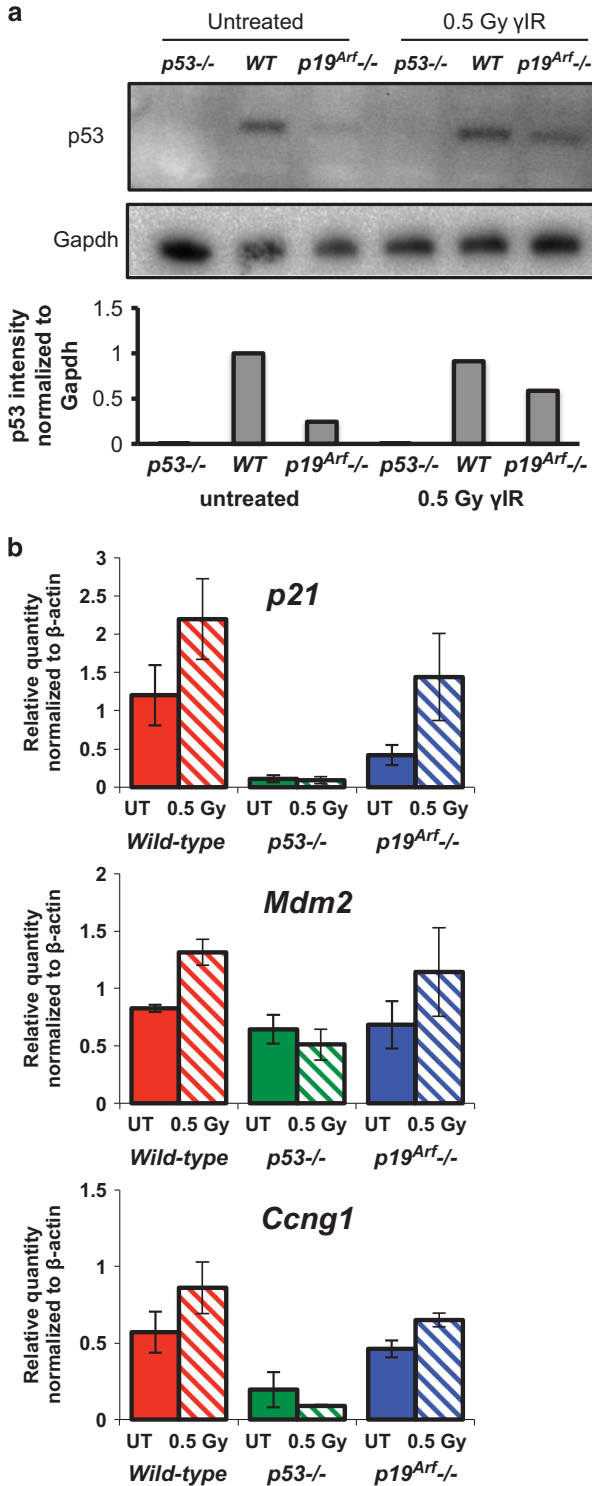 a
Untreated 0.5 Gy γIR
p53-/- WT p19Arf-/- p53-/- WT p19Arf-/-
p53
Gapdh
p53 intensity
normalized to
Gapdh
1.5
1
0.5
0
p53-/- WT p19Arf-/- p53-/- WT p19Arf-/-
untreated 0.5 Gy γIR
b
p21
Relative quantity
normalized to β-actin
3
2.5
2
1.5
1
0.5
0
UT 0.5 Gy UT 0.5 Gy UT 0.5 Gy
Wild-type p53-/- p19Arf-/-
Mdm2
Relative quantity
normalized to β-actin
2
1.5
1
0.5
0
UT 0.5 Gy UT 0.5 Gy UT 0.5 Gy
Wild-type p53-/- p19Arf-/-
Ccng1
Relative quantity
normalized to β-actin
1.5
1
0.5
0
UT 0.5 Gy UT 0.5 Gy UT 0.5 Gy
Wild-type p53-/- p19Arf-/-